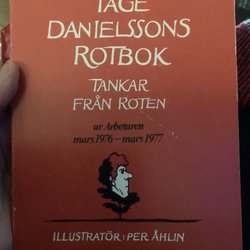 TAGE
DANIELSSONS
ROTBOK
TANKAR
FRÅN ROTEN
ur Arbetaren
mars 1976 – mars 1977
ILLUSTRATÖR: PER ÅHLIN